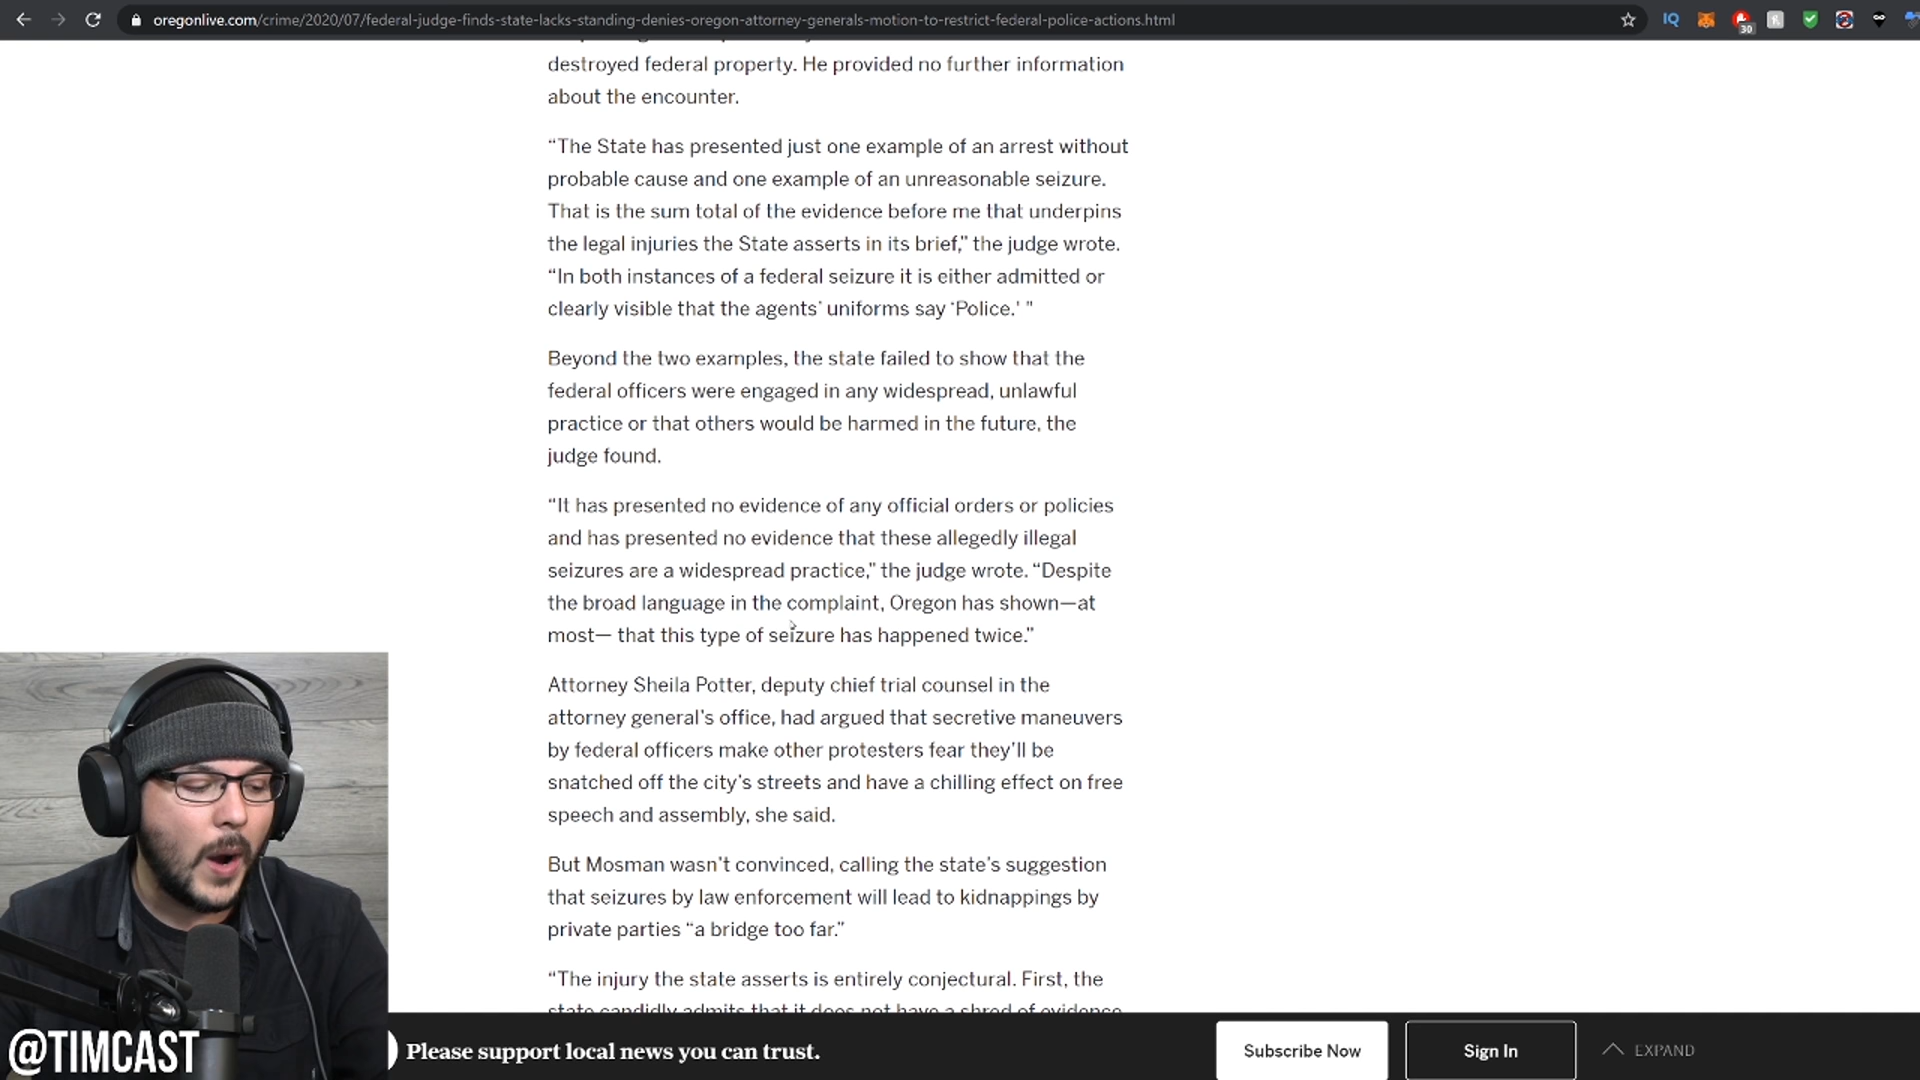 oregonlive.com/crime/2020/07/federal-judge-finds-state-lacks-standing-denies-oregon-attorney-generals-motion-to-restrict-federal-police-actions.html
IQ
30
destroyed federal property. He provided no further information
about the encounter.
“The State has presented just one example of an arrest without
probable cause and one example of an unreasonable seizure.
That is the sum total of the evidence before me that underpins
the legal injuries the State asserts in its brief,” the judge wrote.
“In both instances of a federal seizure it is either admitted or
clearly visible that the agents’ uniforms say ‘Police.’ ”
Beyond the two examples, the state failed to show that the
federal officers were engaged in any widespread, unlawful
practice or that others would be harmed in the future, the
judge found.
“It has presented no evidence of any official orders or policies
and has presented no evidence that these allegedly illegal
seizures are a widespread practice,” the judge wrote. “Despite
the broad language in the complaint, Oregon has shown—at
most— that this type of seizure has happened twice.”
Attorney Sheila Potter, deputy chief trial counsel in the
attorney general’s office, had argued that secretive maneuvers
by federal officers make other protesters fear they’ll be
snatched off the city’s streets and have a chilling effect on free
speech and assembly, she said.
But Mosman wasn’t convinced, calling the state’s suggestion
that seizures by law enforcement will lead to kidnappings by
private parties “a bridge too far.”
“The injury the state asserts is entirely conjectural. First, the
state candidly admits that it does not have a shred of evidence
@TIMCAST
Please support local news you can trust.
Subscribe Now
Sign In
EXPAND